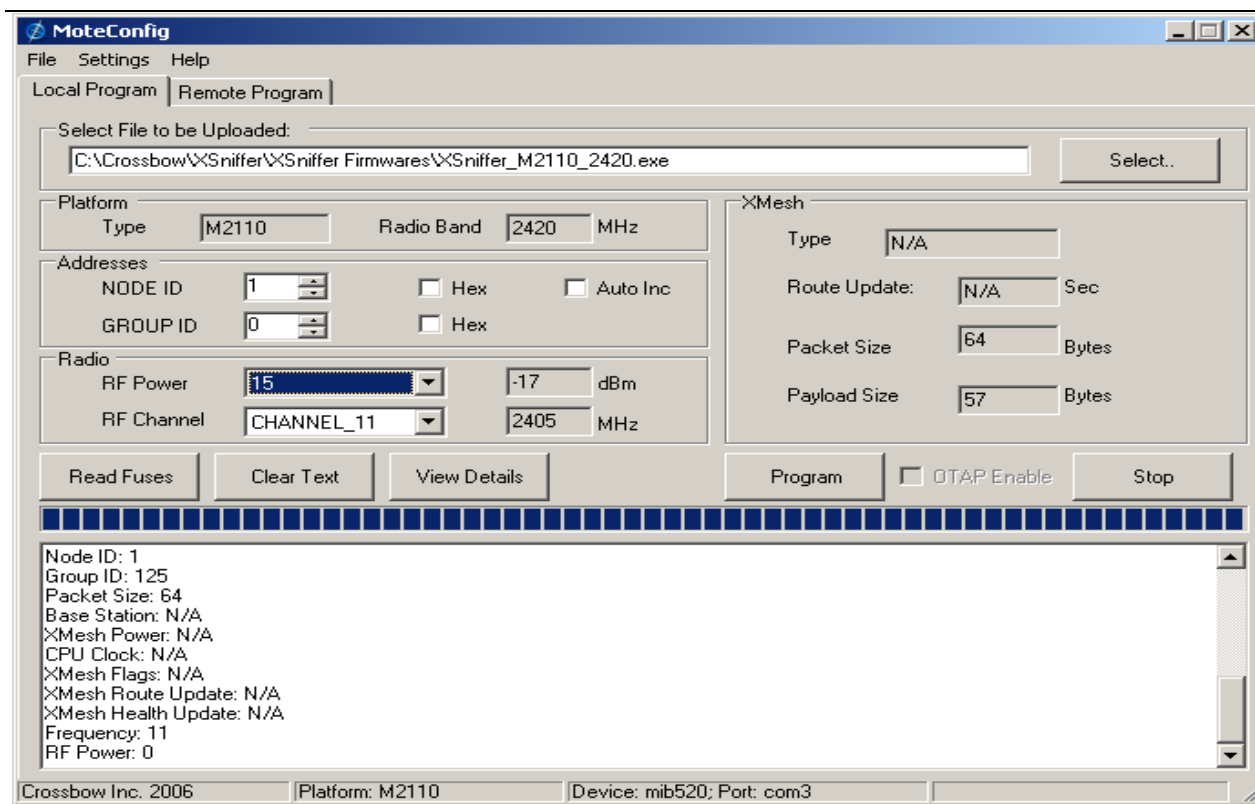 MoteConfig
File Settings Help
Local Program Remote Program
Select File to be Uploaded:
C:\Crossbow\XSniffer\XSniffer Firmwares\XSniffer_M2110_2420.exe Select..
Platform
Type M2110 Radio Band 2420 MHz
Addresses
NODE ID 1 Hex Auto Inc
GROUP ID 0 Hex
Radio
RF Power 15 -17 dBm
RF Channel CHANNEL_11 2405 MHz
XMesh
Type N/A
Route Update: N/A Sec
Packet Size 64 Bytes
Payload Size 57 Bytes
Read Fuses Clear Text View Details Program OTAP Enable Stop
Node ID: 1
Group ID: 125
Packet Size: 64
Base Station: N/A
XMesh Power: N/A
CPU Clock: N/A
XMesh Flags: N/A
XMesh Route Update: N/A
XMesh Health Update: N/A
Frequency: 11
RF Power: 0
Crossbow Inc. 2006 Platform: M2110 Device: mib520; Port: com3